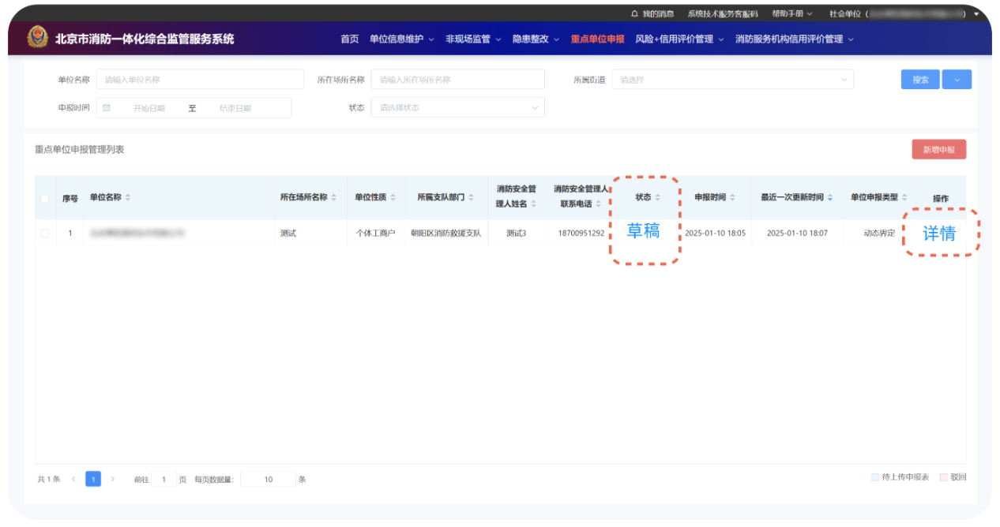 我的消息 系统技术服务客服码 帮助手册 社会单位 ( )
北京市消防一体化综合监管服务系统 首页 单位信息维护 非现场监管 隐患整改 重点单位申报 风险+信用评价管理 消防服务机构信用评价管理
单位名称 请输入单位名称 所在场所名称 请输入所在场所名称 所属街道 请选择 搜索
申报时间 开始日期 至 结束日期 状态 请选择状态
重点单位申报管理列表 新增申报
序号 单位名称 所在场所名称 单位性质 所属支队部门 消防安全管理人姓名 消防安全管理人联系电话 状态 申报时间 最近一次更新时间 单位申报类型 操作
1 测试 个体工商户 朝阳区消防救援支队 测试3 18700951292 草稿 2025-01-10 18:05 2025-01-10 18:07 动态界定 详情
共 1 条 1 前往 1 页 每页数据量: 10 条 待上传申报表 驳回